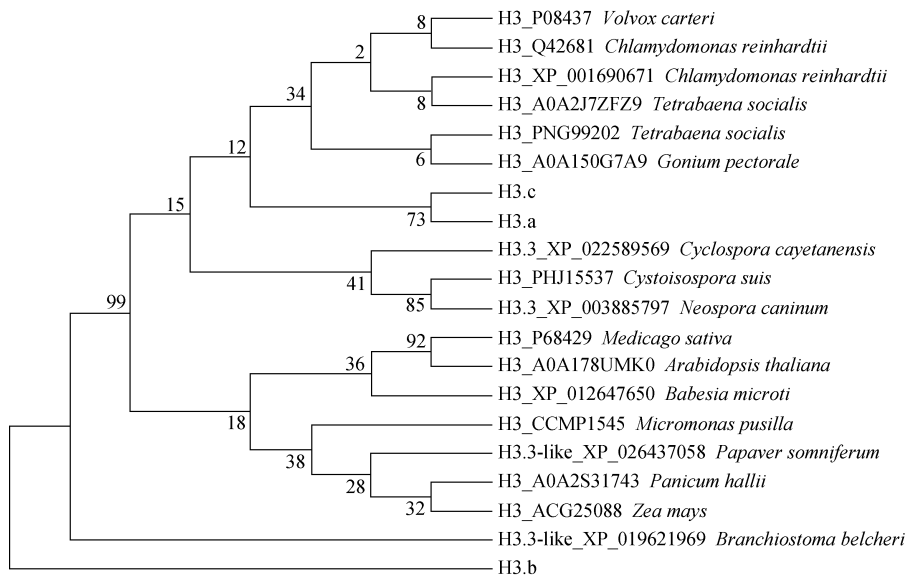 8
H3_P08437 Volvox carteri
2
H3_Q42681 Chlamydomonas reinhardtii
H3_XP_001690671 Chlamydomonas reinhardtii
34
8
H3_A0A2J7ZFZ9 Tetrabaena socialis
H3_PNG99202 Tetrabaena socialis
12
6
H3_A0A150G7A9 Gonium pectorale
H3.c
15
73
H3.a
H3.3_XP_022589569 Cyclospora cayetanensis
41
H3_PHJ15537 Cystoisospora suis
99
85
H3.3_XP_003885797 Neospora caninum
92
H3_P68429 Medicago sativa
36
H3_A0A178UMK0 Arabidopsis thaliana
H3_XP_012647650 Babesia microti
18
H3_CCMP1545 Micromonas pusilla
38
H3.3-like_XP_026437058 Papaver somniferum
28
H3_A0A2S31743 Panicum hallii
32
H3_ACG25088 Zea mays
H3.3-like_XP_019621969 Branchiostoma belcheri
H3.b